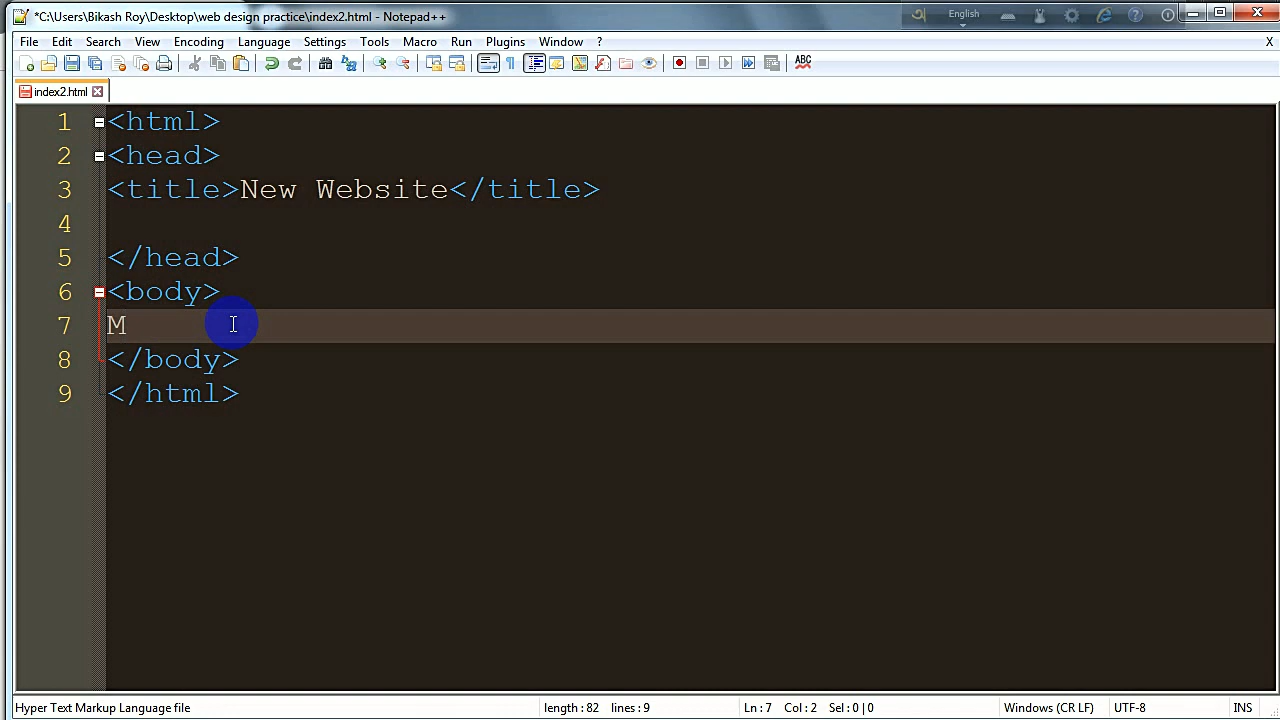 *C:\Users\Bikash Roy\Desktop\web design practice\index2.html - Notepad++
English
File Edit Search View Encoding Language Settings Tools Macro Run Plugins Window ? X
ABC
index2.html
1 <html>
2 <head>
3 <title>New Website</title>
4
5 </head>
6 <body>
7 M
8 </body>
9 </html>
Hyper Text Markup Language file length : 82 lines : 9 Ln : 7 Col : 2 Sel : 0 | 0 Windows (CR LF) UTF-8 INS